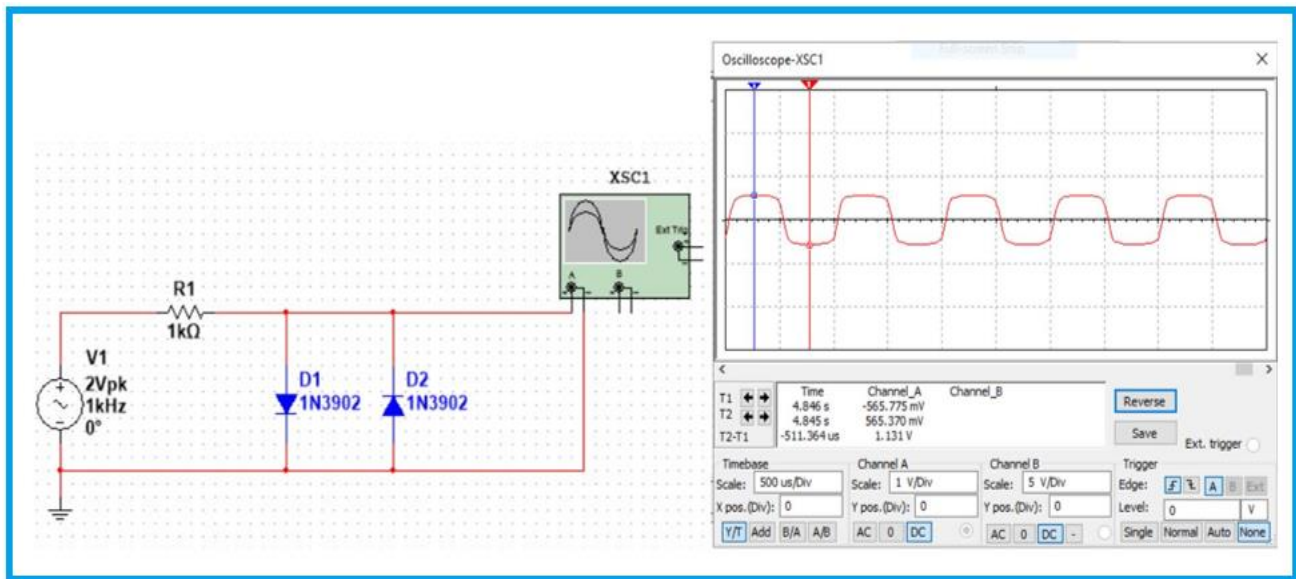 Oscilloscope-XSC1
XSC1
Ext Trig
A
B
R1
1kΩ
V1
2Vpk
1kHz
0°
D1
1N3902
D2
1N3902
T1
T2
T2-T1
Time
Channel_A
Channel_B
4.846 s
-565.775 mV
4.845 s
565.370 mV
-511.364 us
1.131 V
Reverse
Save
Ext. trigger
Timebase
Scale: 500 us/Div
X pos.(Div): 0
Y/T Add B/A A/B
Channel A
Scale: 1 V/Div
Y pos.(Div): 0
AC 0 DC
Channel B
Scale: 5 V/Div
Y pos.(Div): 0
AC 0 DC -
Trigger
Edge: A B Ext
Level: 0 V
Single Normal Auto None